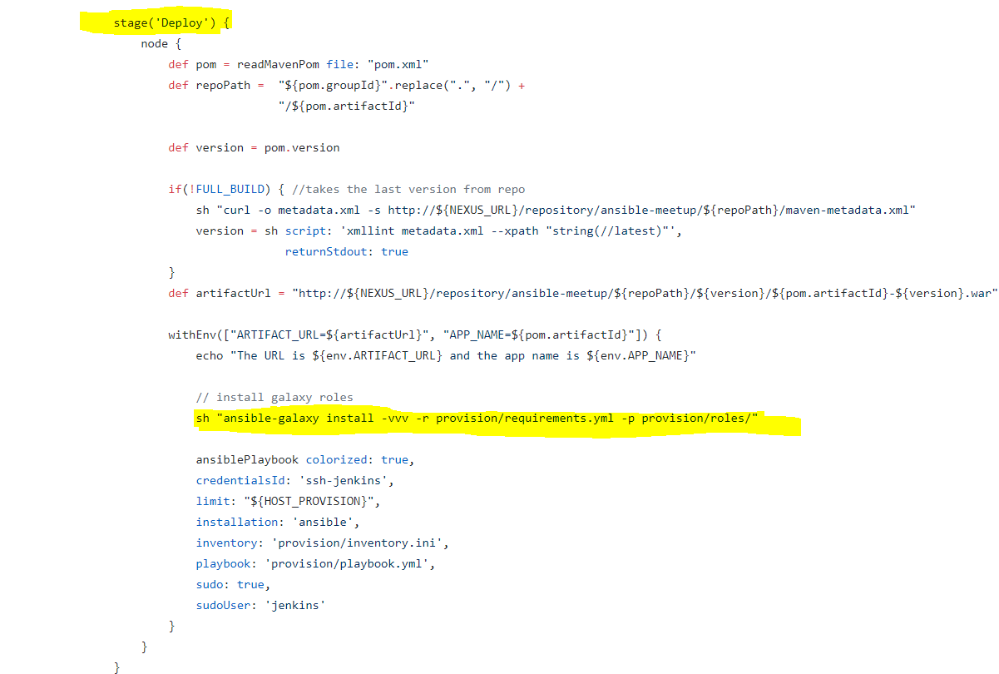 stage('Deploy') {
node {
def pom = readMavenPom file: "pom.xml"
def repoPath =  "${pom.groupId}".replace(".", "/") +
"/${pom.artifactId}"
def version = pom.version
if(!FULL_BUILD) { //takes the last version from repo
sh "curl -o metadata.xml -s http://${NEXUS_URL}/repository/ansible-meetup/${repoPath}/maven-metadata.xml"
version = sh script: 'xmllint metadata.xml --xpath "string(//latest)"',
returnStdout: true
}
def artifactUrl = "http://${NEXUS_URL}/repository/ansible-meetup/${repoPath}/${version}/${pom.artifactId}-${version}.war"
withEnv(["ARTIFACT_URL=${artifactUrl}", "APP_NAME=${pom.artifactId}"]) {
echo "The URL is ${env.ARTIFACT_URL} and the app name is ${env.APP_NAME}"
// install galaxy roles
sh "ansible-galaxy install -vvv -r provision/requirements.yml -p provision/roles/"
ansiblePlaybook colorized: true,
credentialsId: 'ssh-jenkins',
limit: "${HOST_PROVISION}",
installation: 'ansible',
inventory: 'provision/inventory.ini',
playbook: 'provision/playbook.yml',
sudo: true,
sudoUser: 'jenkins'
}
}
}